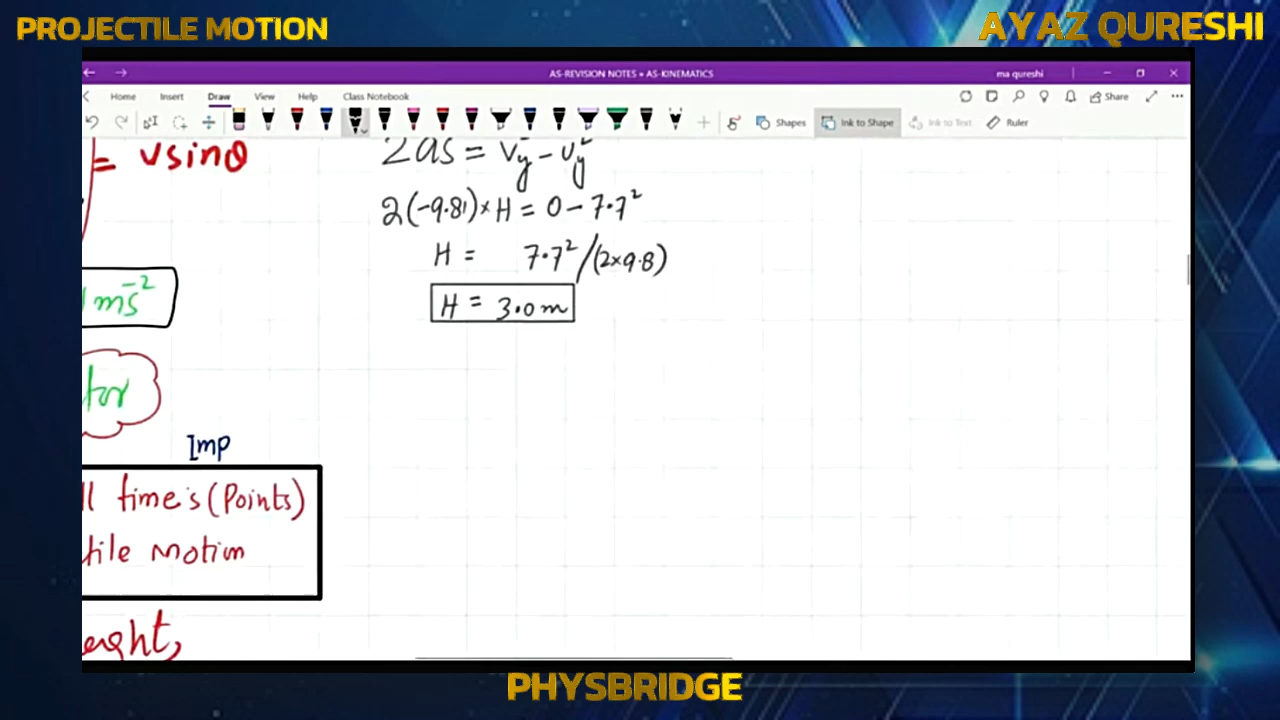 PROJECTILE MOTION
AYAZ QURESHI
AS-REVISION NOTES » AS-KINEMATICS
ma qureshi
Home Insert Draw View Help Class Notebook
Share
Shapes Ink to Shape Ink to Text Ruler
= vsinθ
2as = Vy² - Uy²
2(-9.81)×H = 0 - 7.7²
H = 7.7²/(2×9.8)
H = 3.0m
ms⁻²
tor
Imp
ll time's (Points)
tile motion
eight,
PHYSBRIDGE